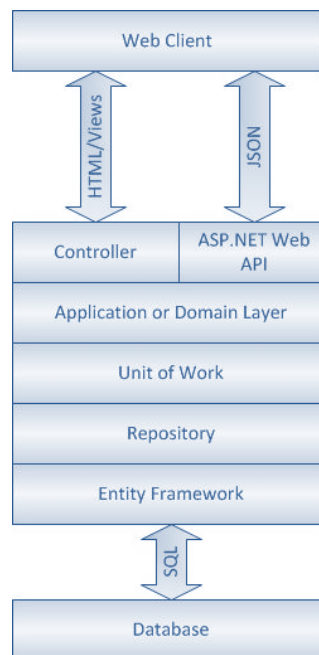 Web Client
HTML/Views
JSON
Controller
ASP.NET Web
API
Application or Domain Layer
Unit of Work
Repository
Entity Framework
SQL
Database